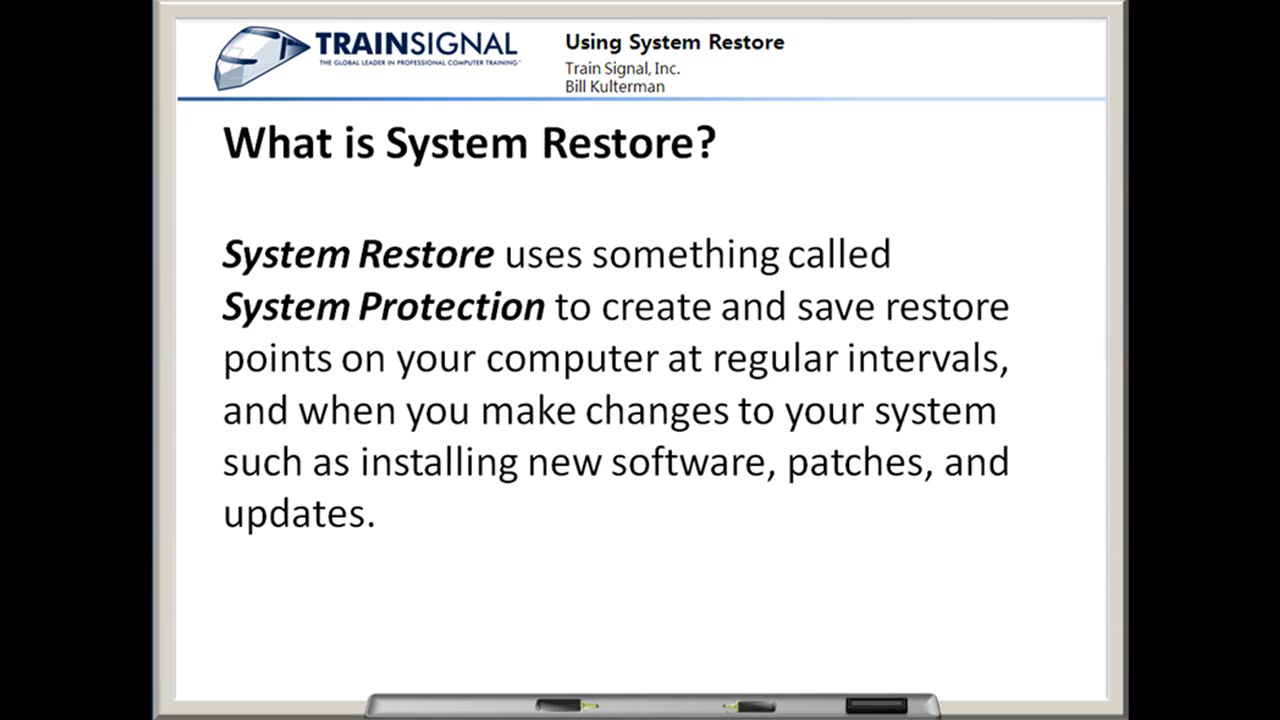 TRAINSIGNAL
THE GLOBAL LEADER IN PROFESSIONAL COMPUTER TRAINING
Using System Restore
Train Signal, Inc.
Bill Kulterman
What is System Restore?
System Restore uses something called
System Protection to create and save restore
points on your computer at regular intervals,
and when you make changes to your system
such as installing new software, patches, and
updates.